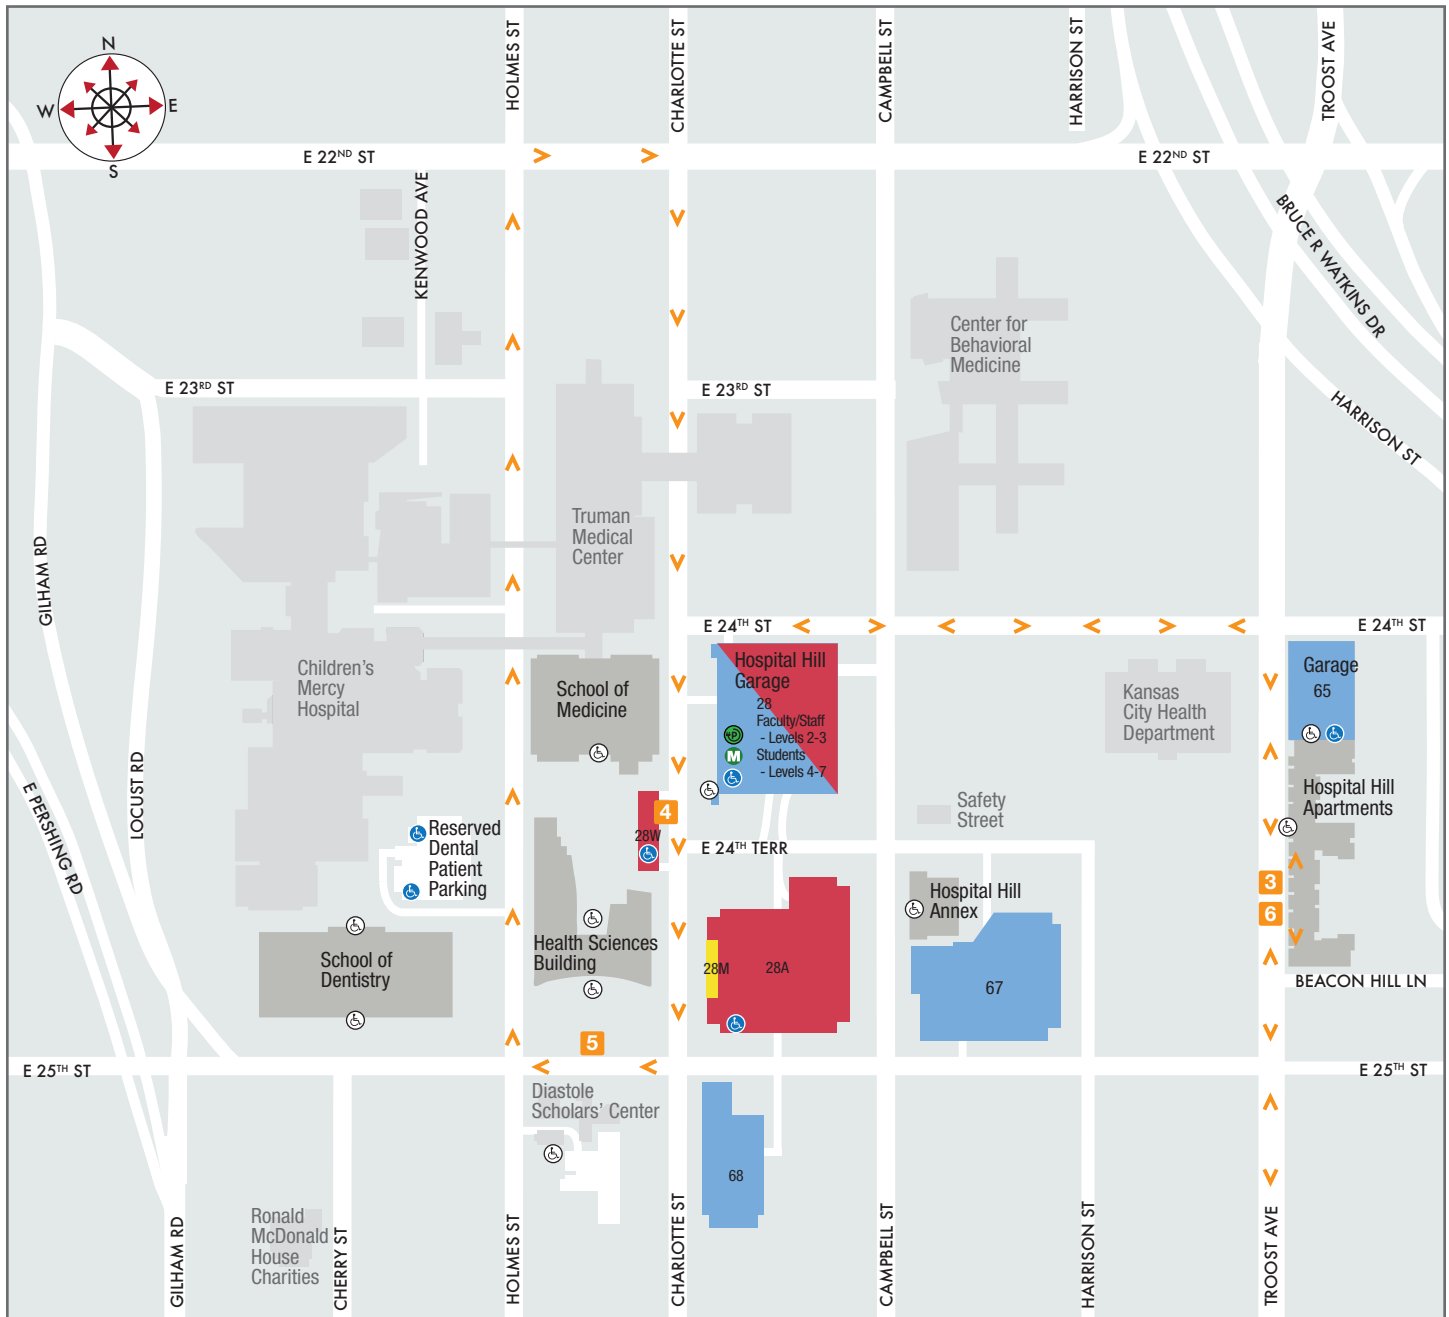 N
W
E
S
HOLMES ST
CHARLOTTE ST
CAMPBELL ST
HARRISON ST
TROOST AVE
E 22ND ST
E 22ND ST
KENWOOD AVE
BRUCE R WATKINS DR
Center for
Behavioral
Medicine
E 23RD ST
E 23RD ST
HARRISON ST
Truman
Medical
Center
GILHAM RD
E 24TH ST
E 24TH ST
Children's
Mercy
Hospital
School of
Medicine
Hospital Hill
Garage
28
Faculty/Staff
- Levels 2-3
P
M
Students
- Levels 4-7
Kansas
City Health
Department
Garage
65
LOCUST RD
E PERSHING RD
Reserved
Dental
Patient
Parking
4
28W
E 24TH TERR
Safety
Street
Hospital Hill
Apartments
3
6
Hospital Hill
Annex
School of
Dentistry
Health Sciences
Building
28M
28A
67
BEACON HILL LN
5
E 25TH ST
E 25TH ST
Diastole
Scholars' Center
68
Ronald
McDonald
House
Charities
GILHAM RD
CHERRY ST
HOLMES ST
CHARLOTTE ST
CAMPBELL ST
HARRISON ST
TROOST AVE